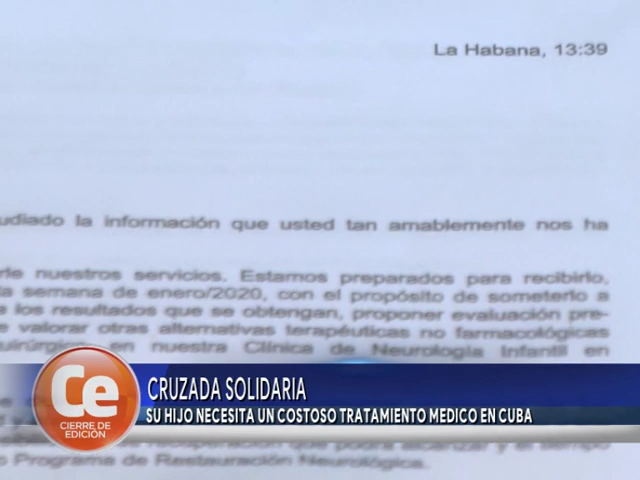 La Habana, 13:39
la información que usted tan amablemente nos ha
nuestros servicios. Estamos preparados para recibirlo,
semana de enero/2020, con el propósito de someterlo a
los resultados que se obtengan, proponer evaluación pre-
valorar otras alternativas terapéuticas no farmacológicas
en nuestra Clínica de Neurología Infantil en
Ce
CIERRE DE
EDICIÓN
CRUZADA SOLIDARIA
SU HIJO NECESITA UN COSTOSO TRATAMIENTO MEDICO EN CUBA
y el tiempo
Programa de Restauración Neurológica.